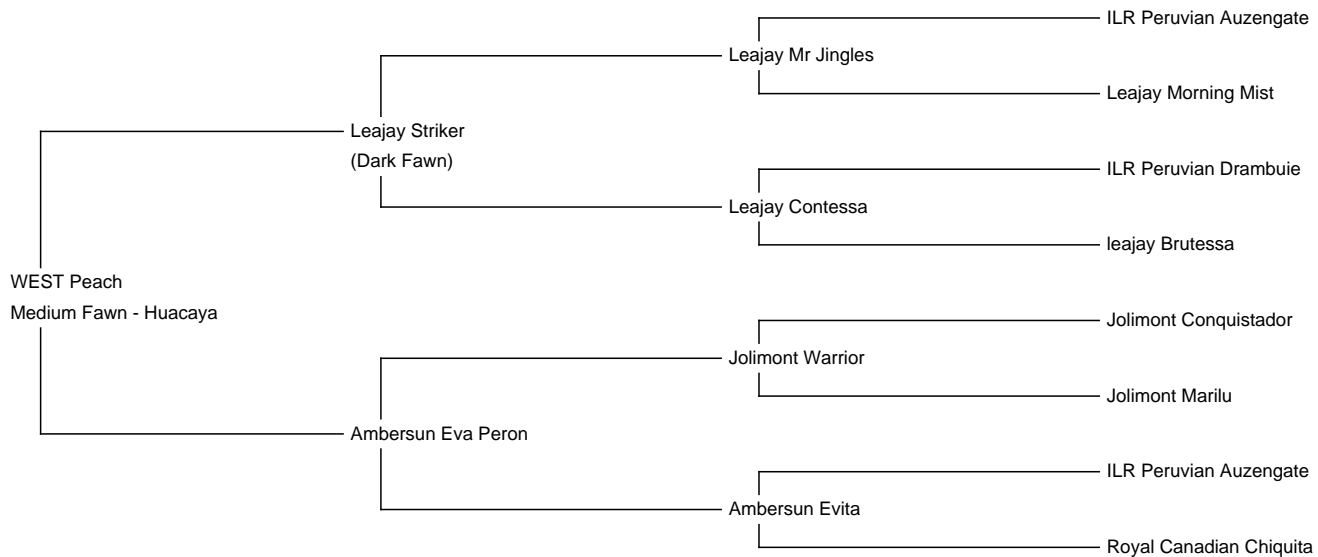 ILR Peruvian Auzengate
Leajay Mr Jingles
Leajay Morning Mist
Leajay Striker
(Dark Fawn)
ILR Peruvian Drambuie
Leajay Contessa
leajay Brutessa
WEST Peach
Medium Fawn - Huacaya
Jolimont Conquistador
Jolimont Warrior
Jolimont Marilu
Ambersun Eva Peron
ILR Peruvian Auzengate
Ambersun Evita
Royal Canadian Chiquita